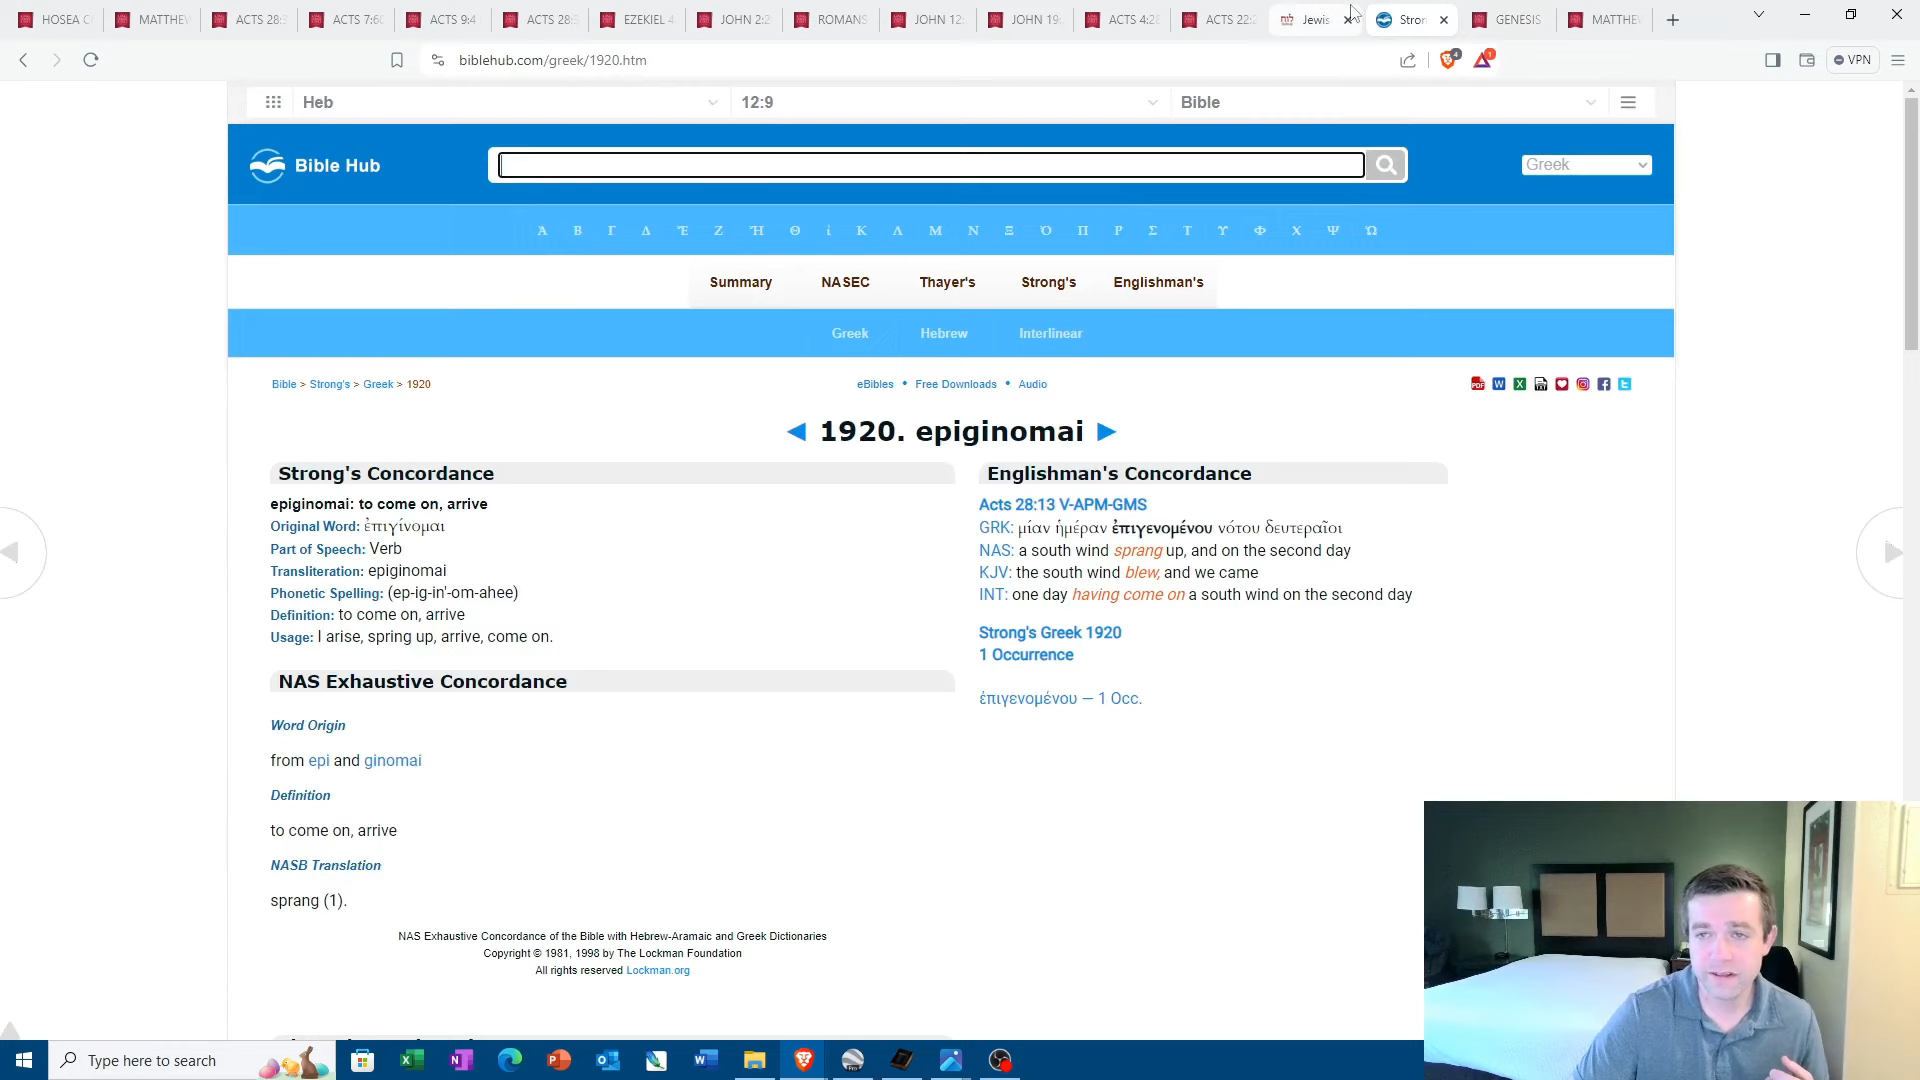 HOSEA C
MATTHEW
ACTS 28:
ACTS 7:60
ACTS 9:4
ACTS 28:
EZEKIEL 4
JOHN 2:2
ROMANS
JOHN 12:
JOHN 19:
ACTS 4:28
ACTS 22:2
Jewis
Stron
GENESIS
MATTHEW
biblehub.com/greek/1920.htm
4
1
VPN
Heb
12:9
Bible
Bible Hub
Greek
Ἀ Β Γ Δ Ἐ Ζ Ἠ Θ ἰ Κ Λ Μ Ν Ξ Ὀ Π Ρ Σ Τ Υ Φ Χ Ψ Ὠ
Summary NASEC Thayer's Strong's Englishman's
Greek Hebrew Interlinear
Bible > Strong's > Greek > 1920
eBibles • Free Downloads • Audio
◄ 1920. epiginomai ►
Strong's Concordance
epiginomai: to come on, arrive
Original Word: ἐπιγίνομαι
Part of Speech: Verb
Transliteration: epiginomai
Phonetic Spelling: (ep-ig-in'-om-ahee)
Definition: to come on, arrive
Usage: I arise, spring up, arrive, come on.
NAS Exhaustive Concordance
Word Origin
from epi and ginomai
Definition
to come on, arrive
NASB Translation
sprang (1).
NAS Exhaustive Concordance of the Bible with Hebrew-Aramaic and Greek Dictionaries
Copyright © 1981, 1998 by The Lockman Foundation
All rights reserved Lockman.org
Englishman's Concordance
Acts 28:13 V-APM-GMS
GRK: μίαν ἡμέραν ἐπιγενομένου νότου δευτεραῖοι
NAS: a south wind sprang up, and on the second day
KJV: the south wind blew, and we came
INT: one day having come on a south wind on the second day
Strong's Greek 1920
1 Occurrence
ἐπιγενομένου — 1 Occ.
Type here to search